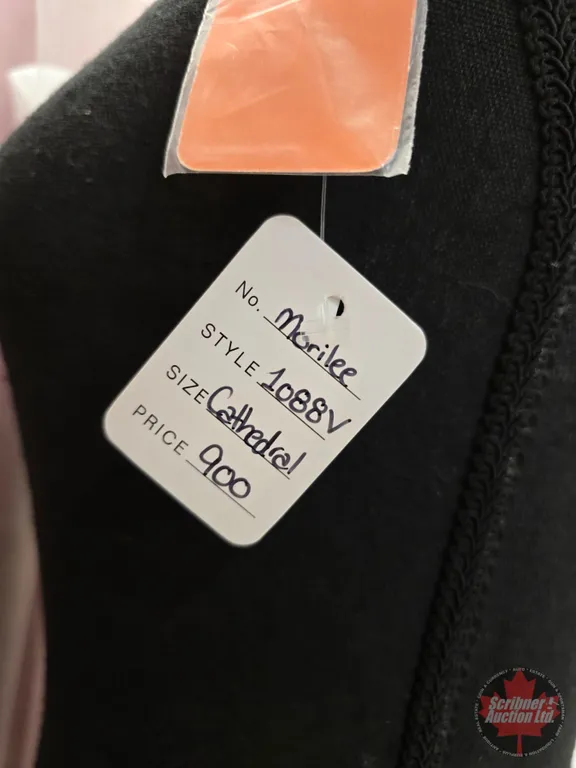 No. Morilee
STYLE 1088V
SIZE Cathedral
PRICE 900
Scribner
Auction Ltd.